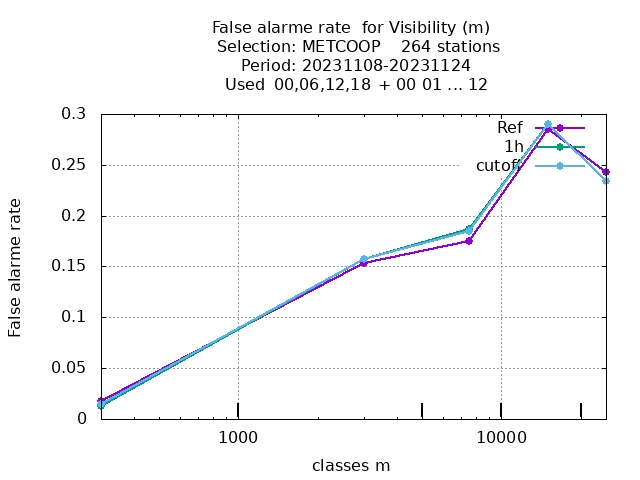 False alarme rate for Visibility (m)
Selection: METCOOP 264 stations
Period: 20231108-20231124
Used 00,06,12,18 + 00 01 ... 12
0.3
0.25
0.2
0.15
0.1
0.05
0
False alarme rate
Ref
1h
cutoff
1000
10000
classes m